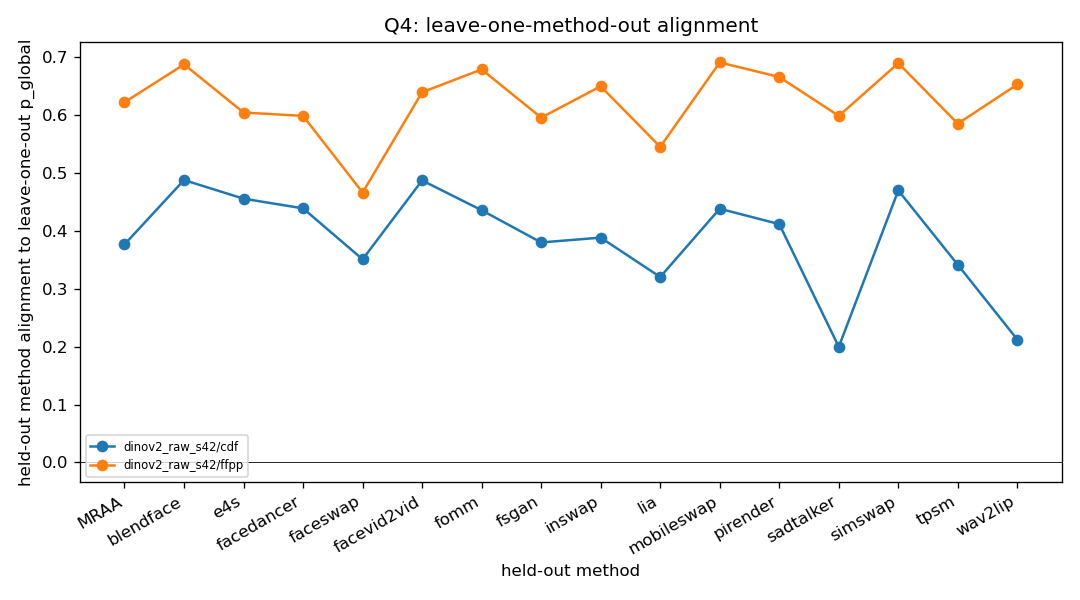 Q4: leave-one-method-out alignment
held-out method alignment to leave-one-out p_global
0.7
0.6
0.5
0.4
0.3
0.2
0.1
0.0
dinov2_raw_s42/cdf
dinov2_raw_s42/ffpp
MRAA
blendface
e4s
facedancer
faceswap
facevid2vid
fomm
fsgan
inswap
lia
mobileswap
pirender
sadtalker
simswap
tpsm
wav2lip
held-out method